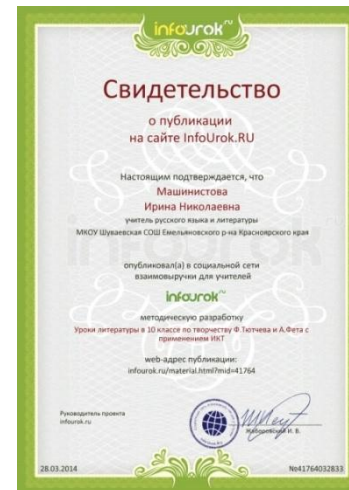 infourok™
Свидетельство
о публикации
на сайте InfoUrok.RU
Настоящим подтверждается, что
Машинистова
Ирина Николаевна
учитель русского языка и литературы
МКОУ Шуваевская СОШ Емельяновского р-на Красноярского края
опубликовал(а) в социальной сети
взаимовыручки для учителей
infourok™
методическую разработку
Уроки литературы в 10 классе по творчеству Ф.Тютчева и А.Фета с
применением ИКТ
web-адрес публикации:
infourok.ru/material.html?mid=41764
Руководитель проекта
infourok.ru
Жаборовский И. В.
28.03.2014
№41764032833